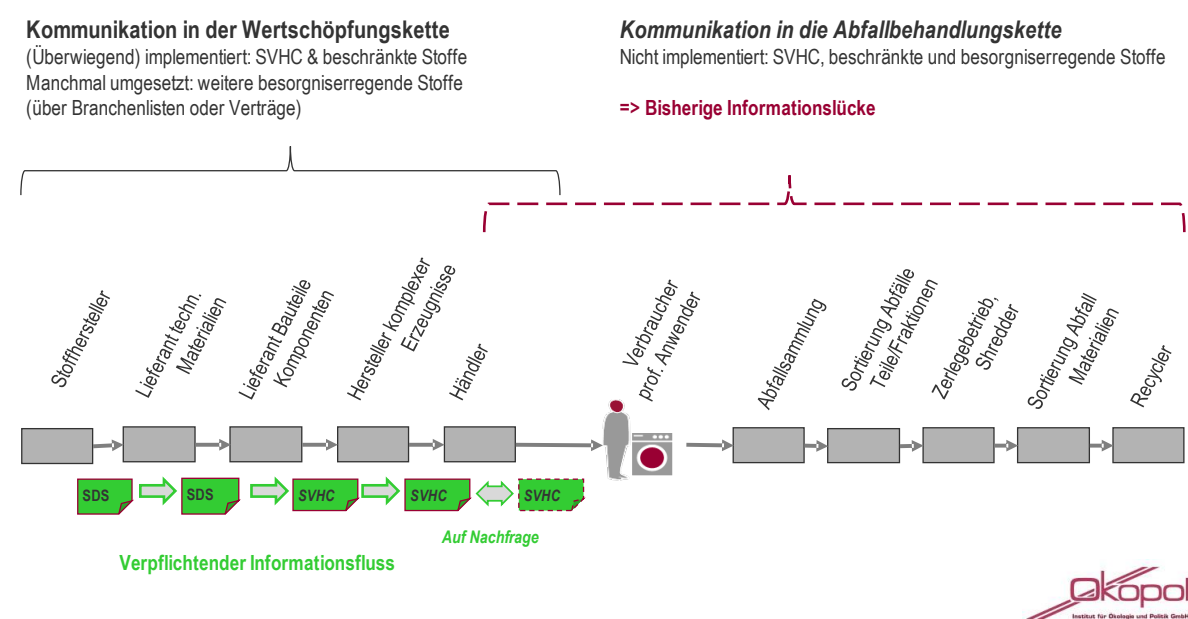 Kommunikation in der Wertschöpfungskette
(Überwiegend) implementiert: SVHC & beschränkte Stoffe
Manchmal umgesetzt: weitere besorgniserregende Stoffe
(über Branchenlisten oder Verträge)
Kommunikation in die Abfallbehandlungskette
Nicht implementiert: SVHC, beschränkte und besorgniserregende Stoffe
=> Bisherige Informationslücke
Stoffhersteller
Lieferant techn.
Materialien
Lieferant Bauteile
Komponenten
Hersteller komplexer
Erzeugnisse
Händler
Verbraucher
prof. Anwender
Abfallsammlung
Sortierung Abfälle
Teile/Fraktionen
Zerlegebetrieb,
Shredder
Sortierung Abfall
Materialien
Recycler
SDS
SDS
SVHC
SVHC
SVHC
Auf Nachfrage
Verpflichtender Informationsfluss
Ökopol
Institut für Ökologie und Politik GmbH